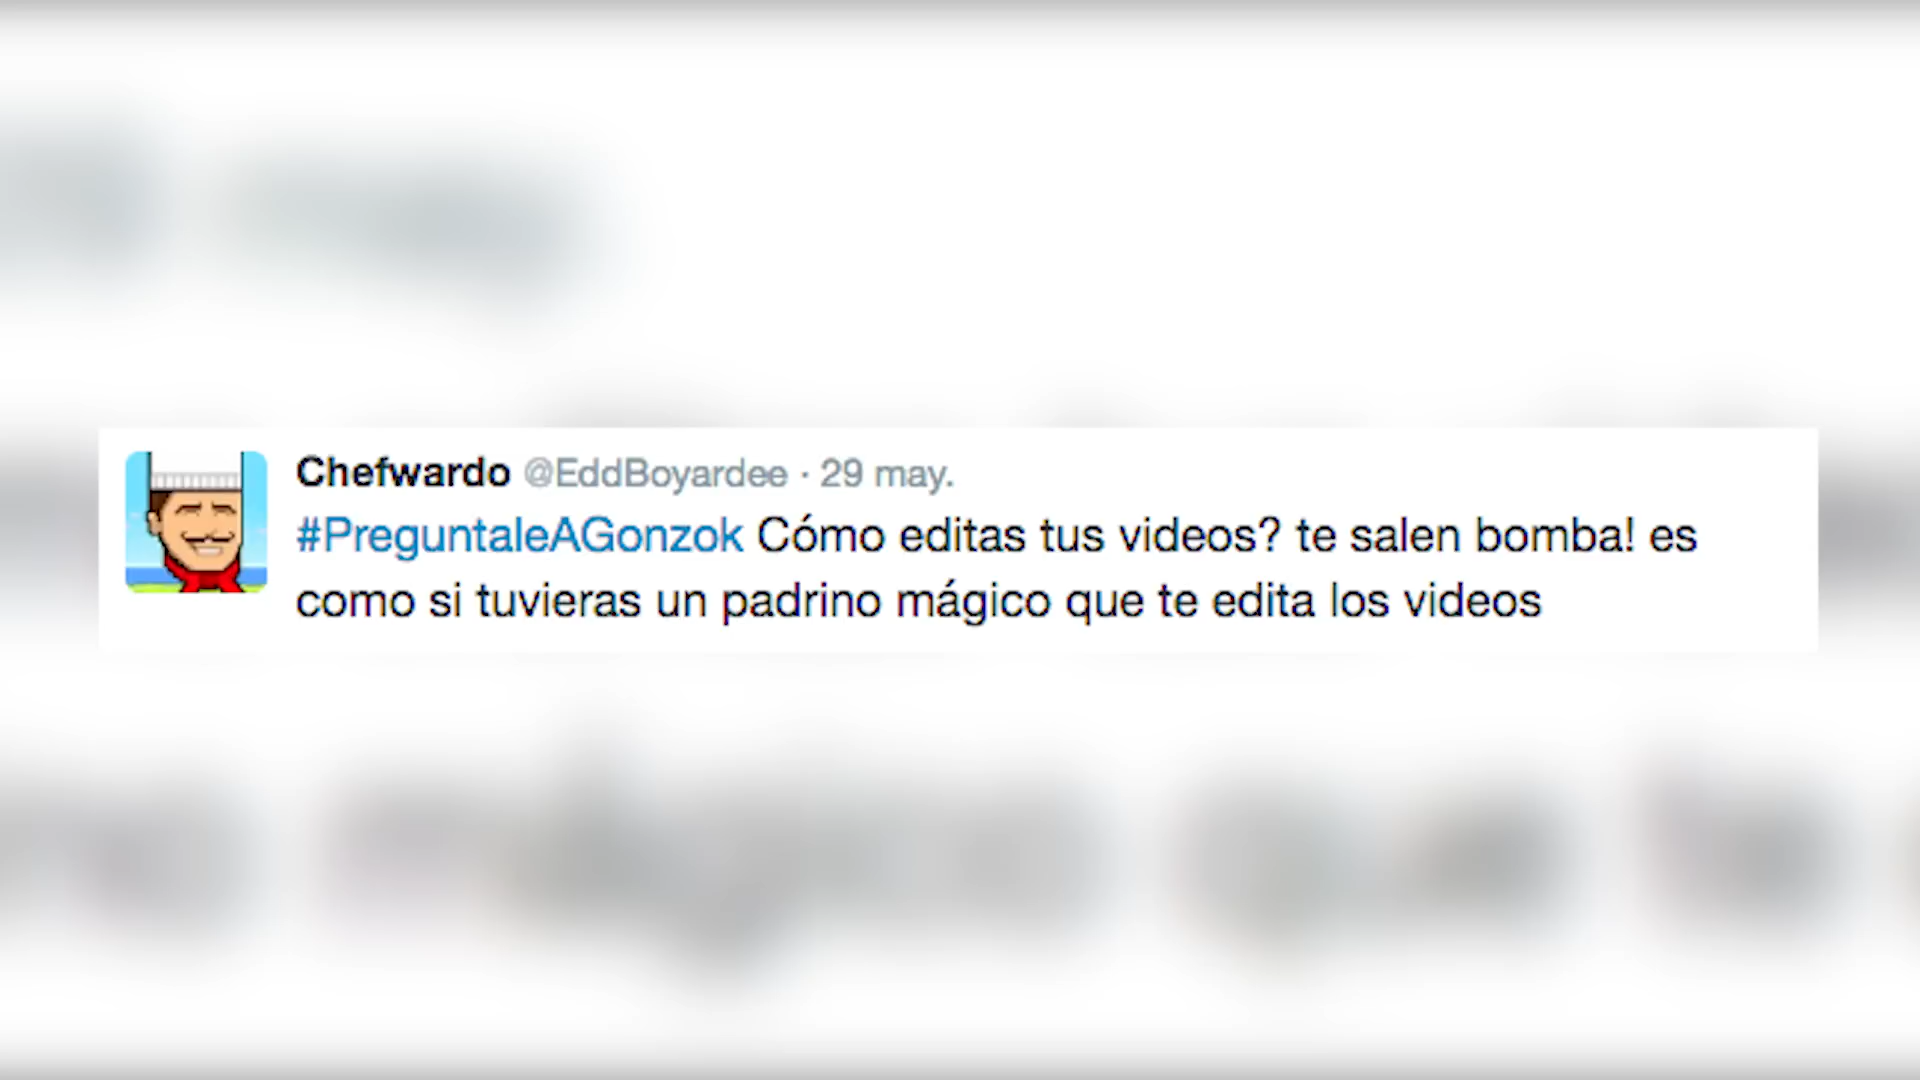 Chefwardo @EddBoyardee · 29 may.
#PreguntaleAGonzok Cómo editas tus videos? te salen bomba! es
como si tuvieras un padrino mágico que te edita los videos